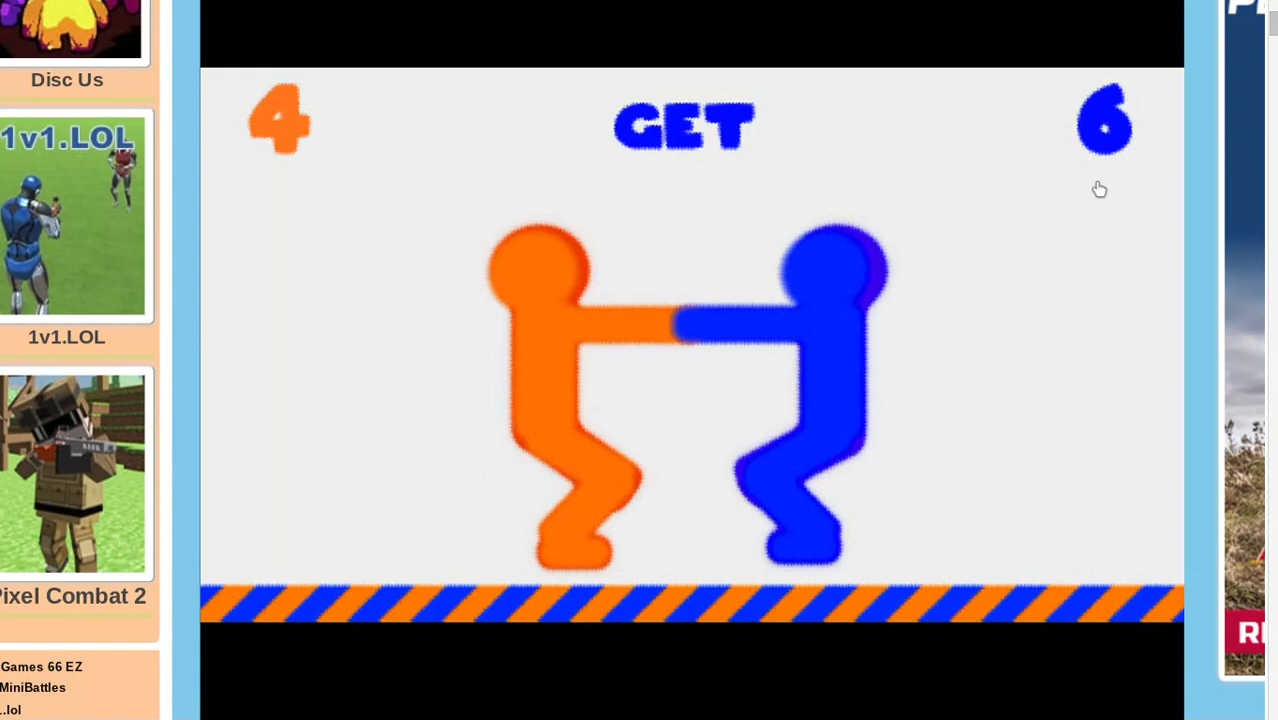 Disc Us
1v1.LOL
1v1.LOL
Pixel Combat 2
Games 66 EZ
MiniBattles
.lol
4
GET
6